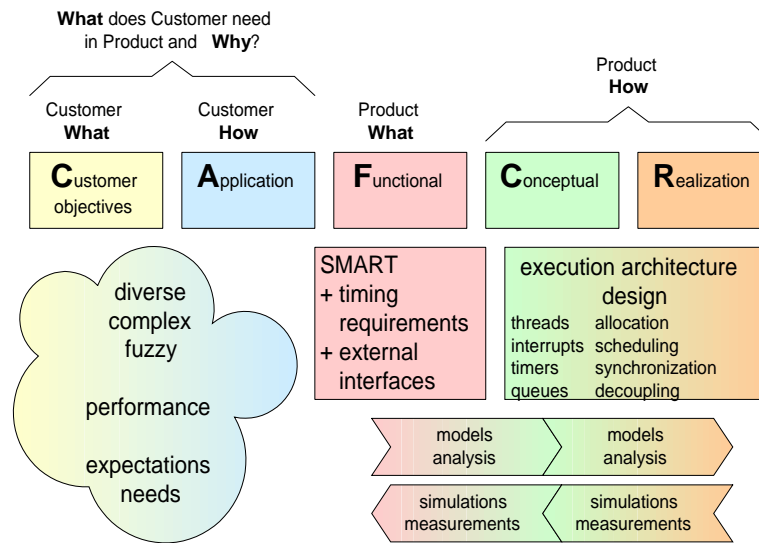 What does Customer need
in Product and Why?
Product
How
Customer
What
Customer
How
Product
What
Customer
objectives
Application
Functional
Conceptual
Realization
diverse
complex
fuzzy
performance
expectations
needs
SMART
+ timing
requirements
+ external
interfaces
execution architecture
design
threads allocation
interrupts scheduling
timers synchronization
queues decoupling
models
analysis
models
analysis
simulations
measurements
simulations
measurements